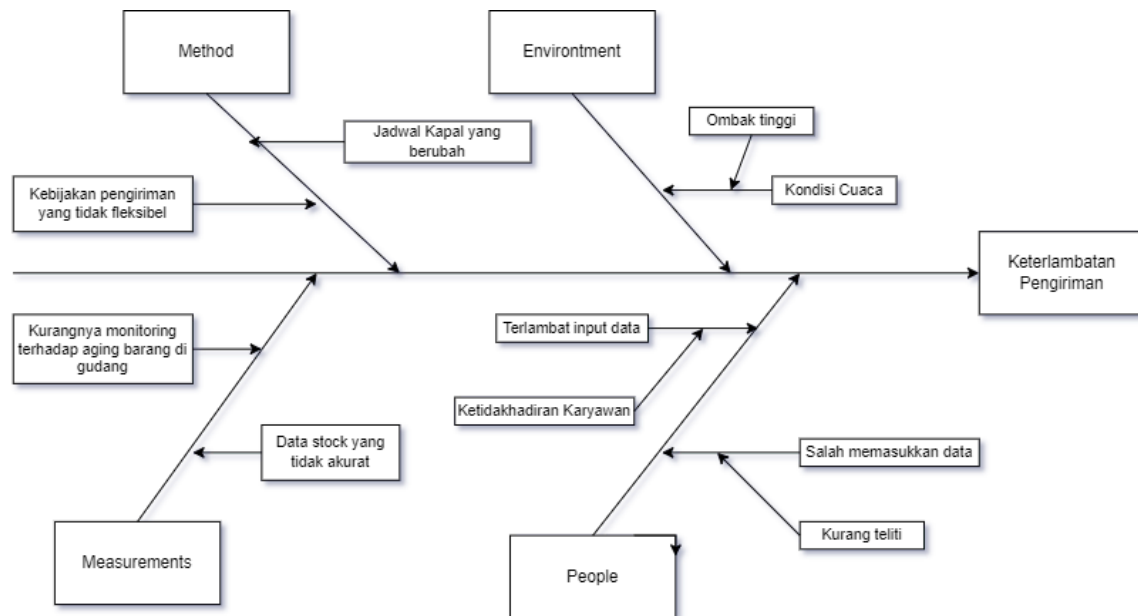 Method
Environtment
Ombak tinggi
Jadwal Kapal yang
berubah
Kebijakan pengiriman
yang tidak fleksibel
Kondisi Cuaca
Keterlambatan
Pengiriman
Kurangnya monitoring
terhadap aging barang di
gudang
Terlambat input data
Ketidakhadiran Karyawan
Data stock yang
tidak akurat
Salah memasukkan data
Kurang teliti
Measurements
People